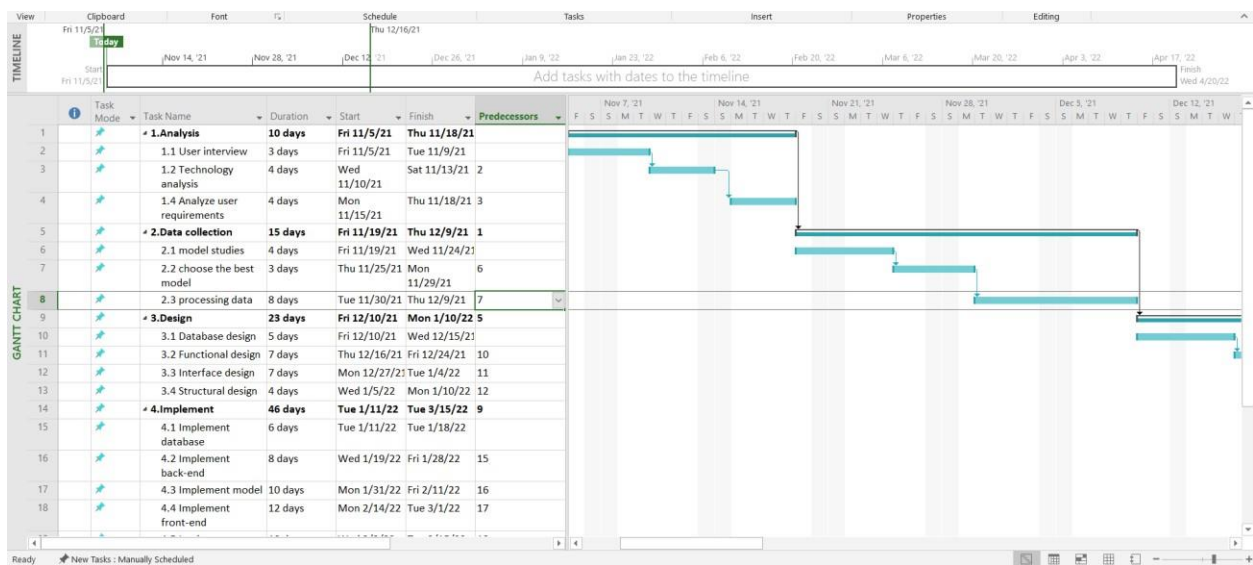 View Clipboard Font Schedule Tasks Insert Properties Editing
TIMELINE
Fri 11/5/21 Thu 12/16/21
Today
Nov 14, '21 Nov 28, '21 Dec 12, '21 Dec 26, '21 Jan 9, '22 Jan 23, '22 Feb 6, '22 Feb 20, '22 Mar 6, '22 Mar 20, '22 Apr 3, '22 Apr 17, '22
Start
Fri 11/5/21
Add tasks with dates to the timeline
Finish
Wed 4/20/22
GANTT CHART
Task Mode Task Name Duration Start Finish Predecessors
Nov 7, '21 Nov 14, '21 Nov 21, '21 Nov 28, '21 Dec 5, '21 Dec 12, '21
F S S M T W T F S S M T W T F S S M T W T F S S M T W T F S S M T W T F S S M T W
1 1.Analysis 10 days Fri 11/5/21 Thu 11/18/21
2 1.1 User interview 3 days Fri 11/5/21 Tue 11/9/21
3 1.2 Technology analysis 4 days Wed 11/10/21 Sat 11/13/21 2
4 1.4 Analyze user requirements 4 days Mon 11/15/21 Thu 11/18/21 3
5 2.Data collection 15 days Fri 11/19/21 Thu 12/9/21 1
6 2.1 model studies 4 days Fri 11/19/21 Wed 11/24/21
7 2.2 choose the best model 3 days Thu 11/25/21 Mon 11/29/21 6
8 2.3 processing data 8 days Tue 11/30/21 Thu 12/9/21 7
9 3.Design 23 days Fri 12/10/21 Mon 1/10/22 5
10 3.1 Database design 5 days Fri 12/10/21 Wed 12/15/21
11 3.2 Functional design 7 days Thu 12/16/21 Fri 12/24/21 10
12 3.3 Interface design 7 days Mon 12/27/21 Tue 1/4/22 11
13 3.4 Structural design 4 days Wed 1/5/22 Mon 1/10/22 12
14 4.Implement 46 days Tue 1/11/22 Tue 3/15/22 9
15 4.1 Implement database 6 days Tue 1/11/22 Tue 1/18/22
16 4.2 Implement back-end 8 days Wed 1/19/22 Fri 1/28/22 15
17 4.3 Implement model 10 days Mon 1/31/22 Fri 2/11/22 16
18 4.4 Implement front-end 12 days Mon 2/14/22 Tue 3/1/22 17
Ready New Tasks : Manually Scheduled